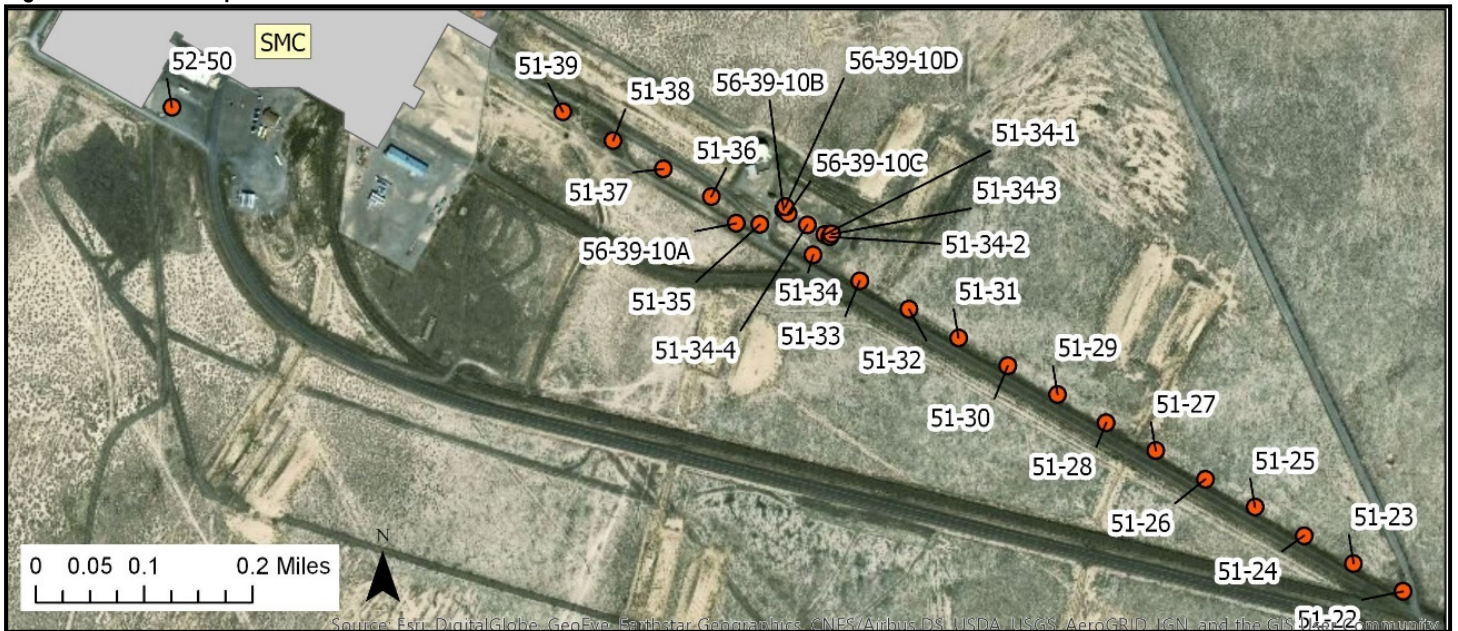 SMC
52-50
51-39
51-38
56-39-10B
56-39-10D
51-36
56-39-10C
51-34-1
51-37
51-34-3
56-39-10A
51-34-2
51-35
51-34
51-31
51-34-4
51-33
51-32
51-29
51-30
51-27
51-28
51-25
51-26
51-23
51-24
51-22
N
0 0.05 0.1 0.2 Miles
Source: Esri, DigitalGlobe, GeoEye, Earthstar Geographics, CNES/Airbus DS, USDA, USGS, AeroGRID, IGN, and the GIS User Community